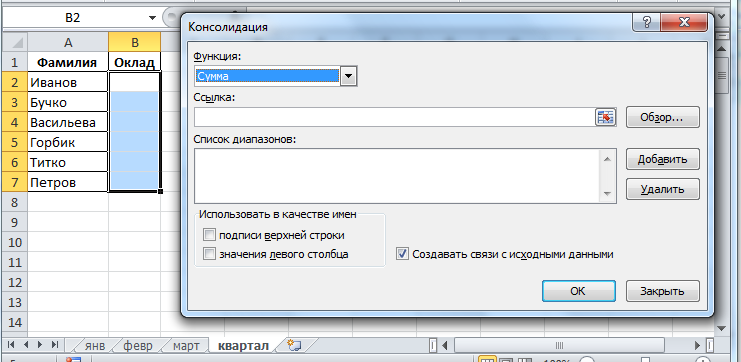 B2
A B
1 Фамилия Оклад
2 Иванов
3 Бучко
4 Васильева
5 Горбик
6 Титко
7 Петров
8
9
10
11
12
13
14
янв февр март квартал
Консолидация
Функция:
Сумма
Ссылка:
Обзор...
Список диапазонов:
Добавить
Удалить
Использовать в качестве имен
подписи верхней строки
значения левого столбца
Создавать связи с исходными данными
OK
Закрыть